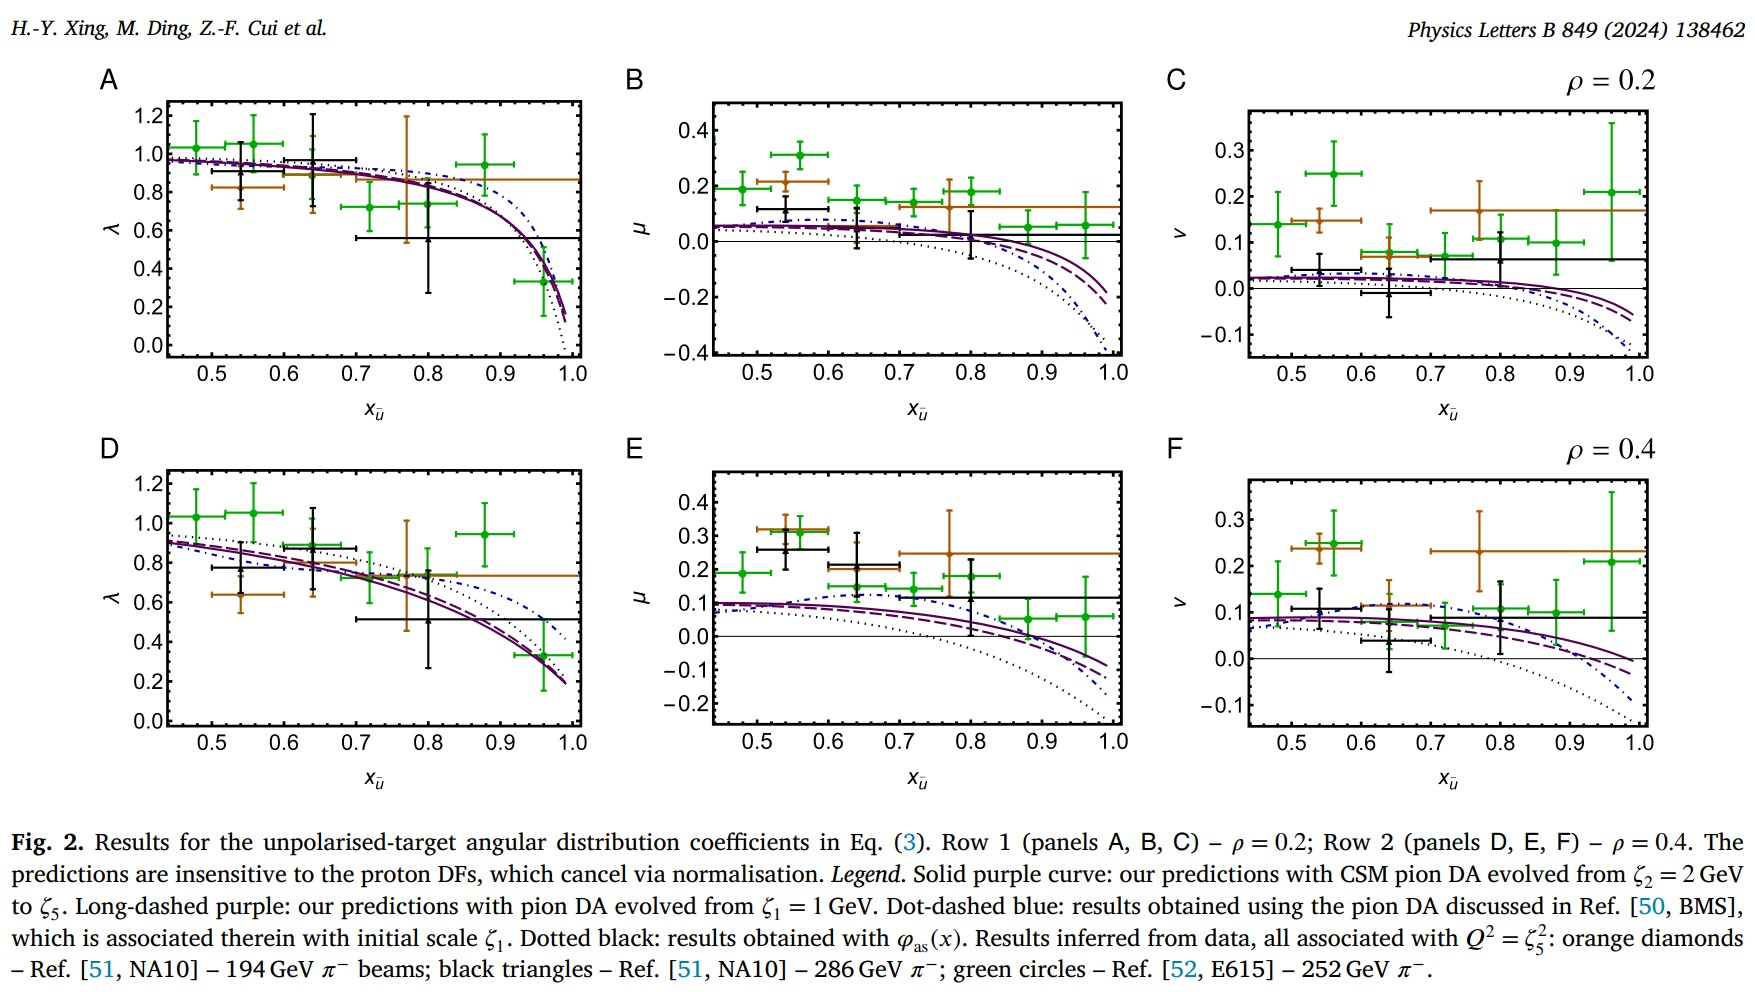 H.-Y. Xing, M. Ding, Z.-F. Cui et al.
Physics Letters B 849 (2024) 138462
A
B
C
ρ = 0.2
λ
1.2
1.0
0.8
0.6
0.4
0.2
0.0
0.5 0.6 0.7 0.8 0.9 1.0
x_ū
μ
0.4
0.2
0.0
−0.2
−0.4
0.5 0.6 0.7 0.8 0.9 1.0
x_ū
ν
0.3
0.2
0.1
0.0
−0.1
0.5 0.6 0.7 0.8 0.9 1.0
x_ū
D
E
F
ρ = 0.4
λ
1.2
1.0
0.8
0.6
0.4
0.2
0.0
0.5 0.6 0.7 0.8 0.9 1.0
x_ū
μ
0.4
0.3
0.2
0.1
0.0
−0.1
−0.2
0.5 0.6 0.7 0.8 0.9 1.0
x_ū
ν
0.3
0.2
0.1
0.0
−0.1
0.5 0.6 0.7 0.8 0.9 1.0
x_ū
Fig. 2. Results for the unpolarised-target angular distribution coefficients in Eq. (3). Row 1 (panels A, B, C) – ρ = 0.2; Row 2 (panels D, E, F) – ρ = 0.4. The
predictions are insensitive to the proton DFs, which cancel via normalisation. Legend. Solid purple curve: our predictions with CSM pion DA evolved from ζ₂ = 2 GeV
to ζ₅. Long-dashed purple: our predictions with pion DA evolved from ζ₁ = 1 GeV. Dot-dashed blue: results obtained using the pion DA discussed in Ref. [50, BMS],
which is associated therein with initial scale ζ₁. Dotted black: results obtained with φ_as(x). Results inferred from data, all associated with Q² = ζ₅²: orange diamonds
– Ref. [51, NA10] – 194 GeV π⁻ beams; black triangles – Ref. [51, NA10] – 286 GeV π⁻; green circles – Ref. [52, E615] – 252 GeV π⁻.